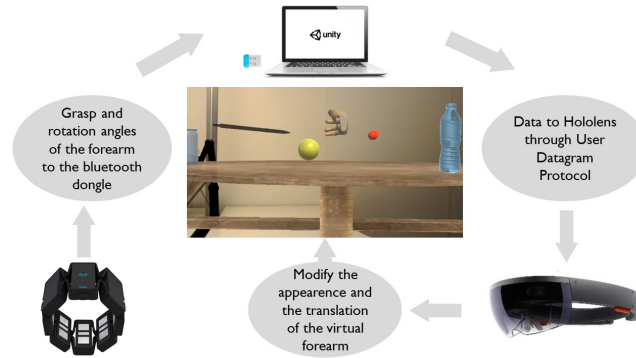 unity
Grasp and
rotation angles
of the forearm
to the bluetooth
dongle
Data to Hololens
through User
Datagram
Protocol
Modify the
appearence and
the translation
of the virtual
forearm